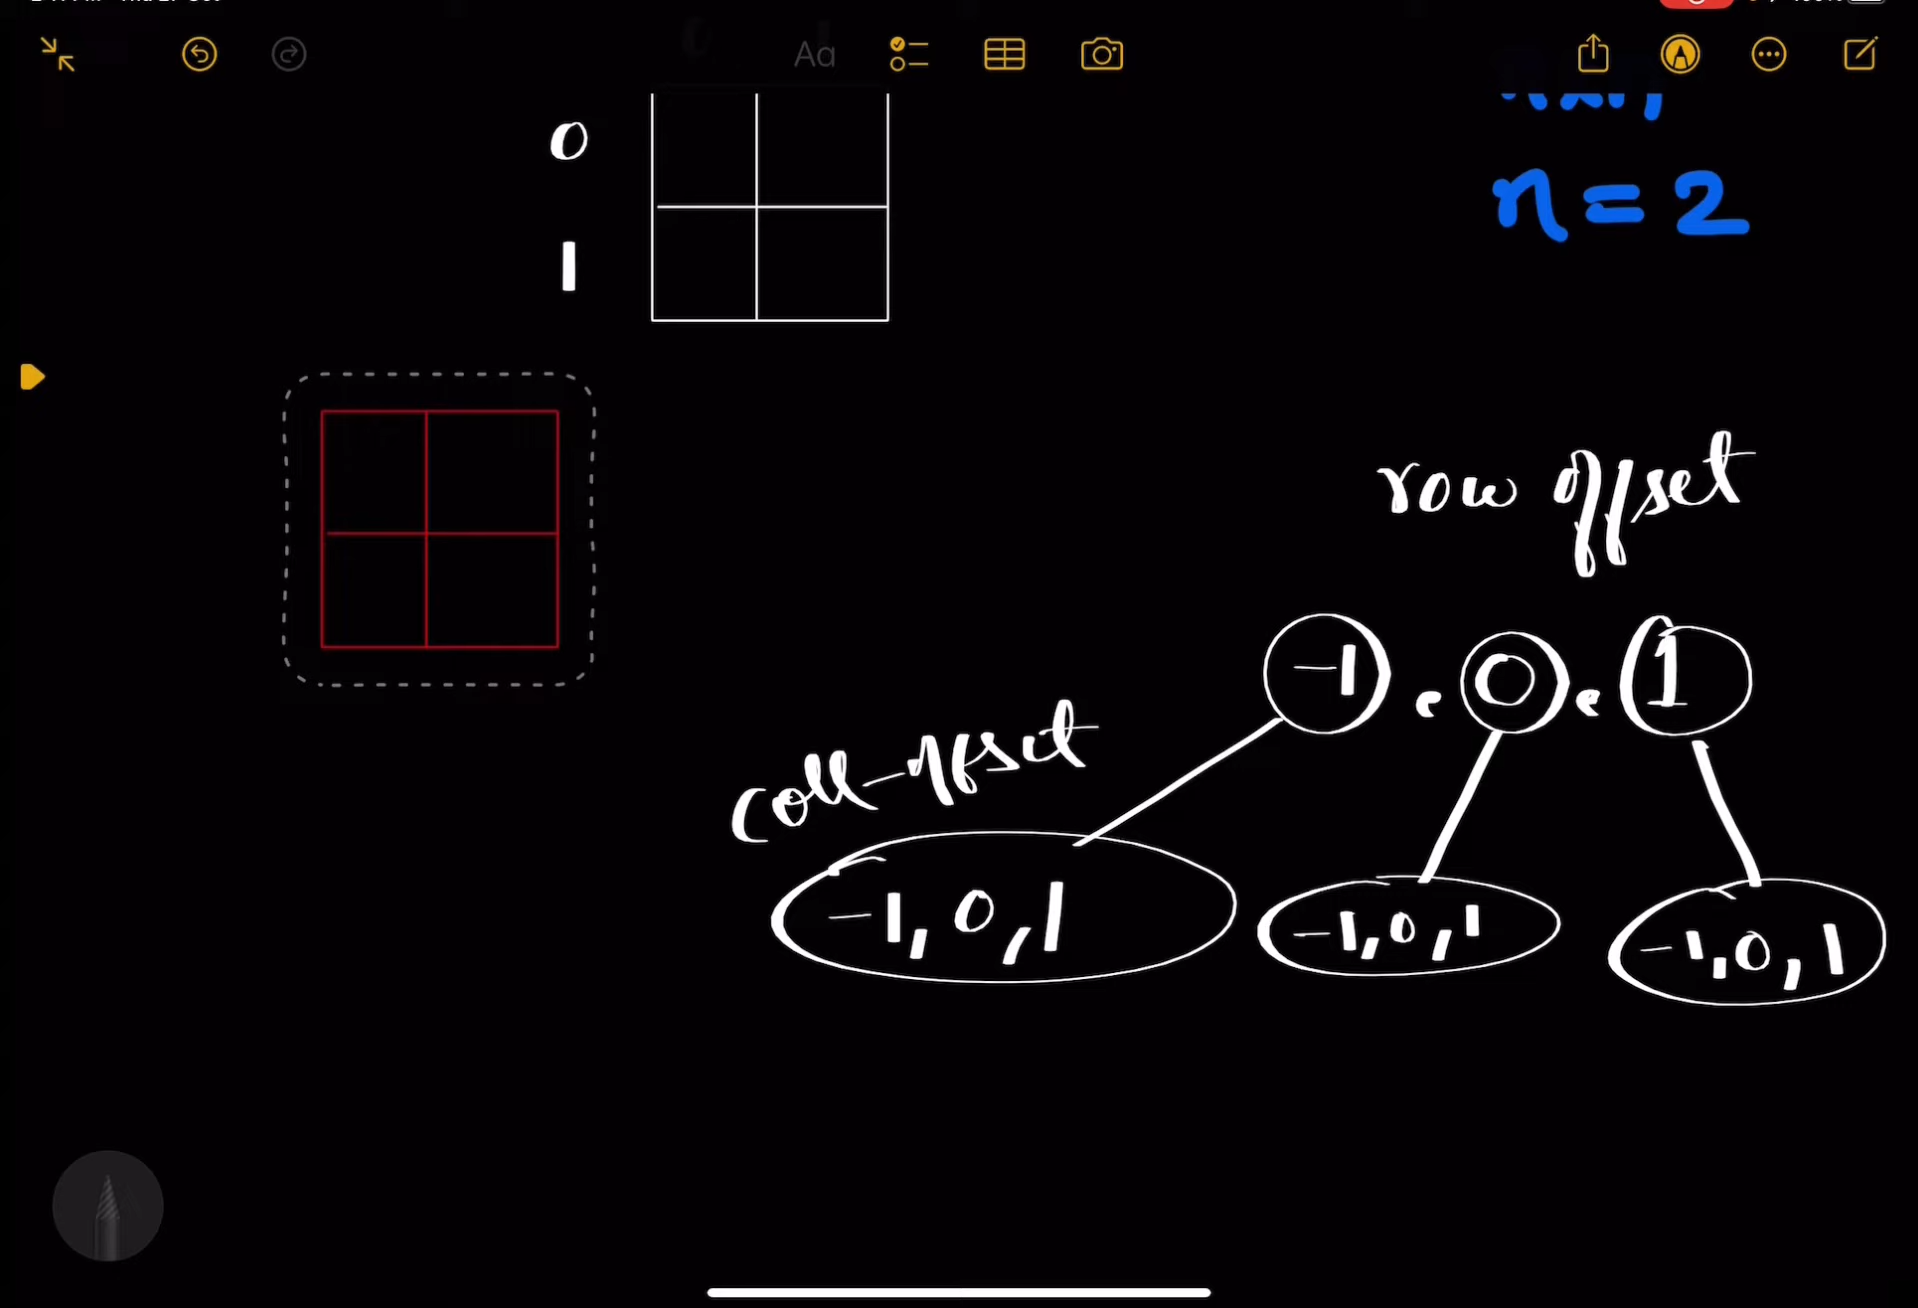 Aa
0
n = 2
1
row offset
-1, 0, 1
coll-offset
-1, 0, 1
-1, 0, 1
-1, 0, 1